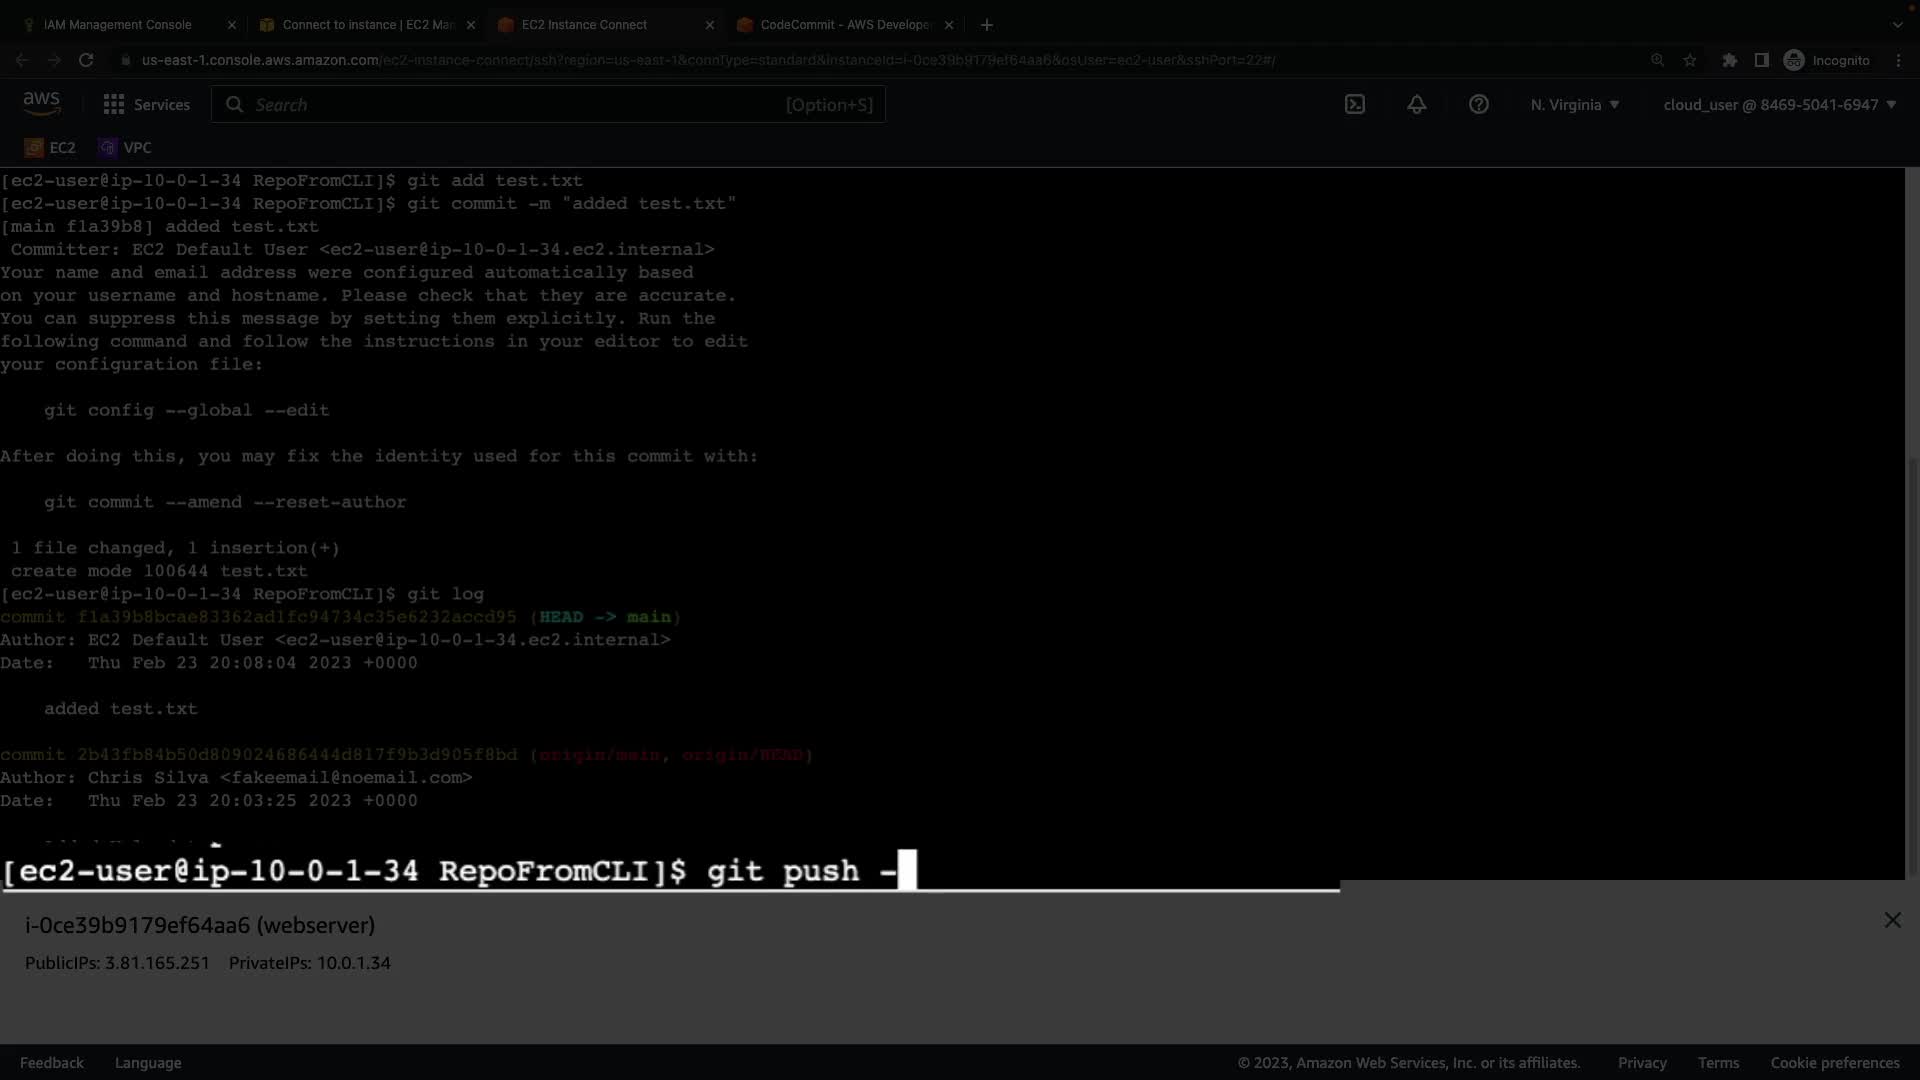 IAM Management Console
Connect to instance | EC2 Man
EC2 Instance Connect
CodeCommit - AWS Develope
us-east-1.console.aws.amazon.com/ec2-instance-connect/ssh?region=us-east-1&connType=standard&instanceId=i-0ce39b9179ef64aa6&osUser=ec2-user&sshPort=22#/
Incognito
aws
Services
Search
[Option+S]
N. Virginia
cloud_user @ 8469-5041-6947
EC2
VPC
[ec2-user@ip-10-0-1-34 RepoFromCLI]$ git add test.txt
[ec2-user@ip-10-0-1-34 RepoFromCLI]$ git commit -m "added test.txt"
[main f1a39b8] added test.txt
Committer: EC2 Default User <ec2-user@ip-10-0-1-34.ec2.internal>
Your name and email address were configured automatically based
on your username and hostname. Please check that they are accurate.
You can suppress this message by setting them explicitly. Run the
following command and follow the instructions in your editor to edit
your configuration file:
git config --global --edit
After doing this, you may fix the identity used for this commit with:
git commit --amend --reset-author
1 file changed, 1 insertion(+)
create mode 100644 test.txt
[ec2-user@ip-10-0-1-34 RepoFromCLI]$ git log
commit f1a39b8bcae83362ad1fc94734c35e6232accd95 (HEAD -> main)
Author: EC2 Default User <ec2-user@ip-10-0-1-34.ec2.internal>
Date: Thu Feb 23 20:08:04 2023 +0000
added test.txt
commit 2b43fb84b50d809024686444d817f9b3d905f8bd (origin/main, origin/HEAD)
Author: Chris Silva <fakeemail@noemail.com>
Date: Thu Feb 23 20:03:25 2023 +0000
[ec2-user@ip-10-0-1-34 RepoFromCLI]$ git push -
i-0ce39b9179ef64aa6 (webserver)
PublicIPs: 3.81.165.251 PrivateIPs: 10.0.1.34
Feedback
Language
© 2023, Amazon Web Services, Inc. or its affiliates.
Privacy
Terms
Cookie preferences